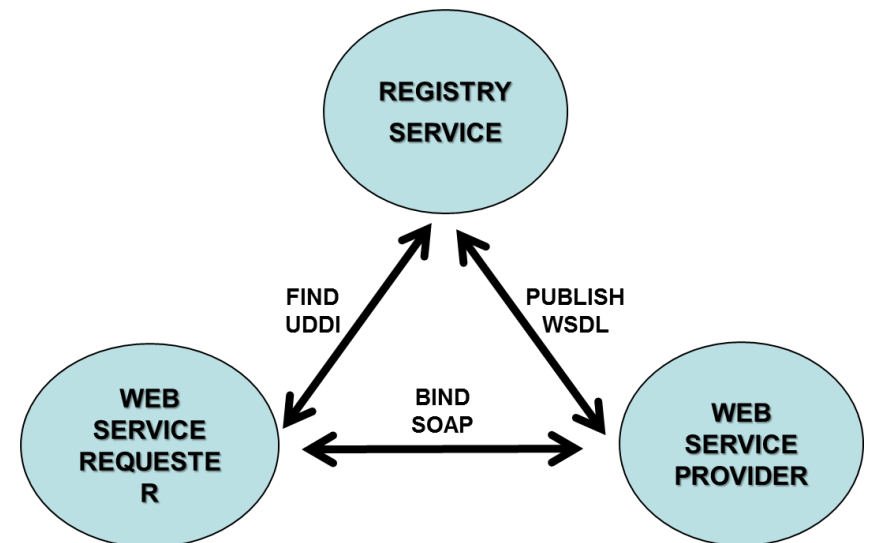 REGISTRY
SERVICE
FIND
UDDI
PUBLISH
WSDL
BIND
SOAP
WEB
SERVICE
REQUESTE
R
WEB
SERVICE
PROVIDER